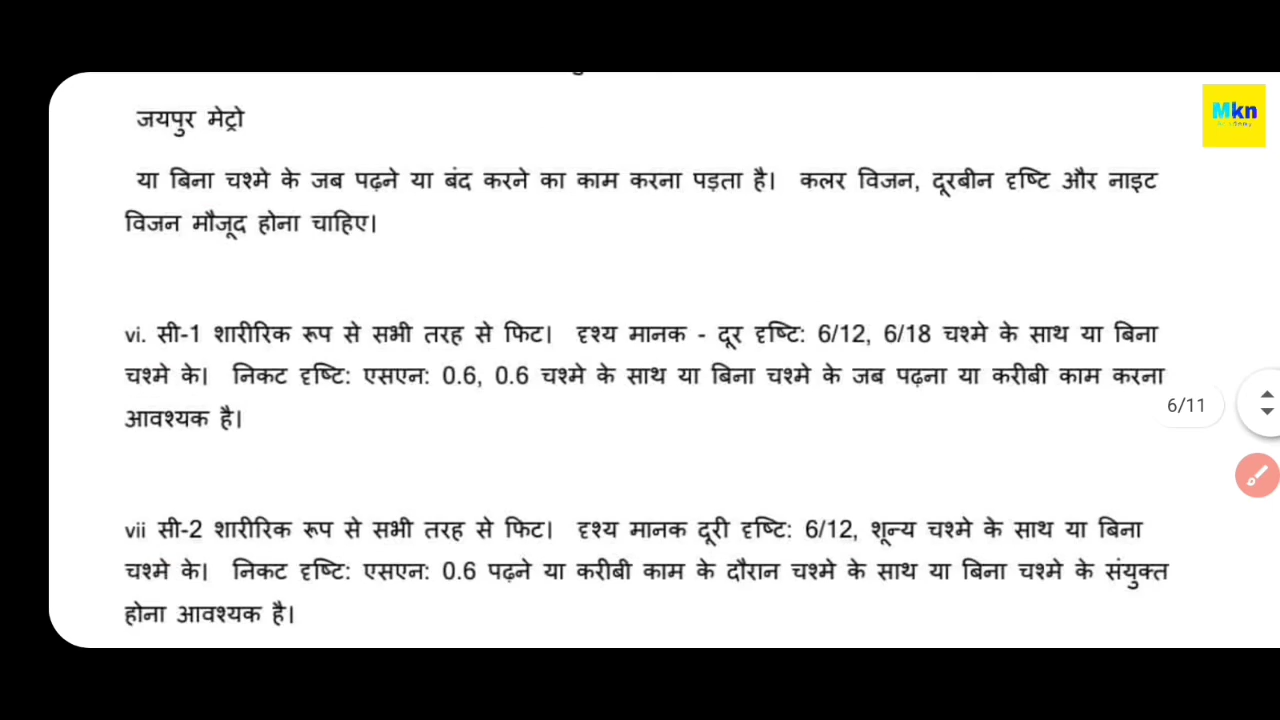 जयपुर मेट्रो
Mkn
या बिना चश्मे के जब पढ़ने या बंद करने का काम करना पड़ता है। कलर विजन, दूरबीन दृष्टि और नाइट
विजन मौजूद होना चाहिए।
vi. सी-1 शारीरिक रूप से सभी तरह से फिट। दृश्य मानक - दूर दृष्टि: 6/12, 6/18 चश्मे के साथ या बिना
चश्मे के। निकट दृष्टि: एसएन: 0.6, 0.6 चश्मे के साथ या बिना चश्मे के जब पढ़ना या करीबी काम करना
आवश्यक है।
6/11
vii सी-2 शारीरिक रूप से सभी तरह से फिट। दृश्य मानक दूरी दृष्टि: 6/12, शून्य चश्मे के साथ या बिना
चश्मे के। निकट दृष्टि: एसएन: 0.6 पढ़ने या करीबी काम के दौरान चश्मे के साथ या बिना चश्मे के संयुक्त
होना आवश्यक है।